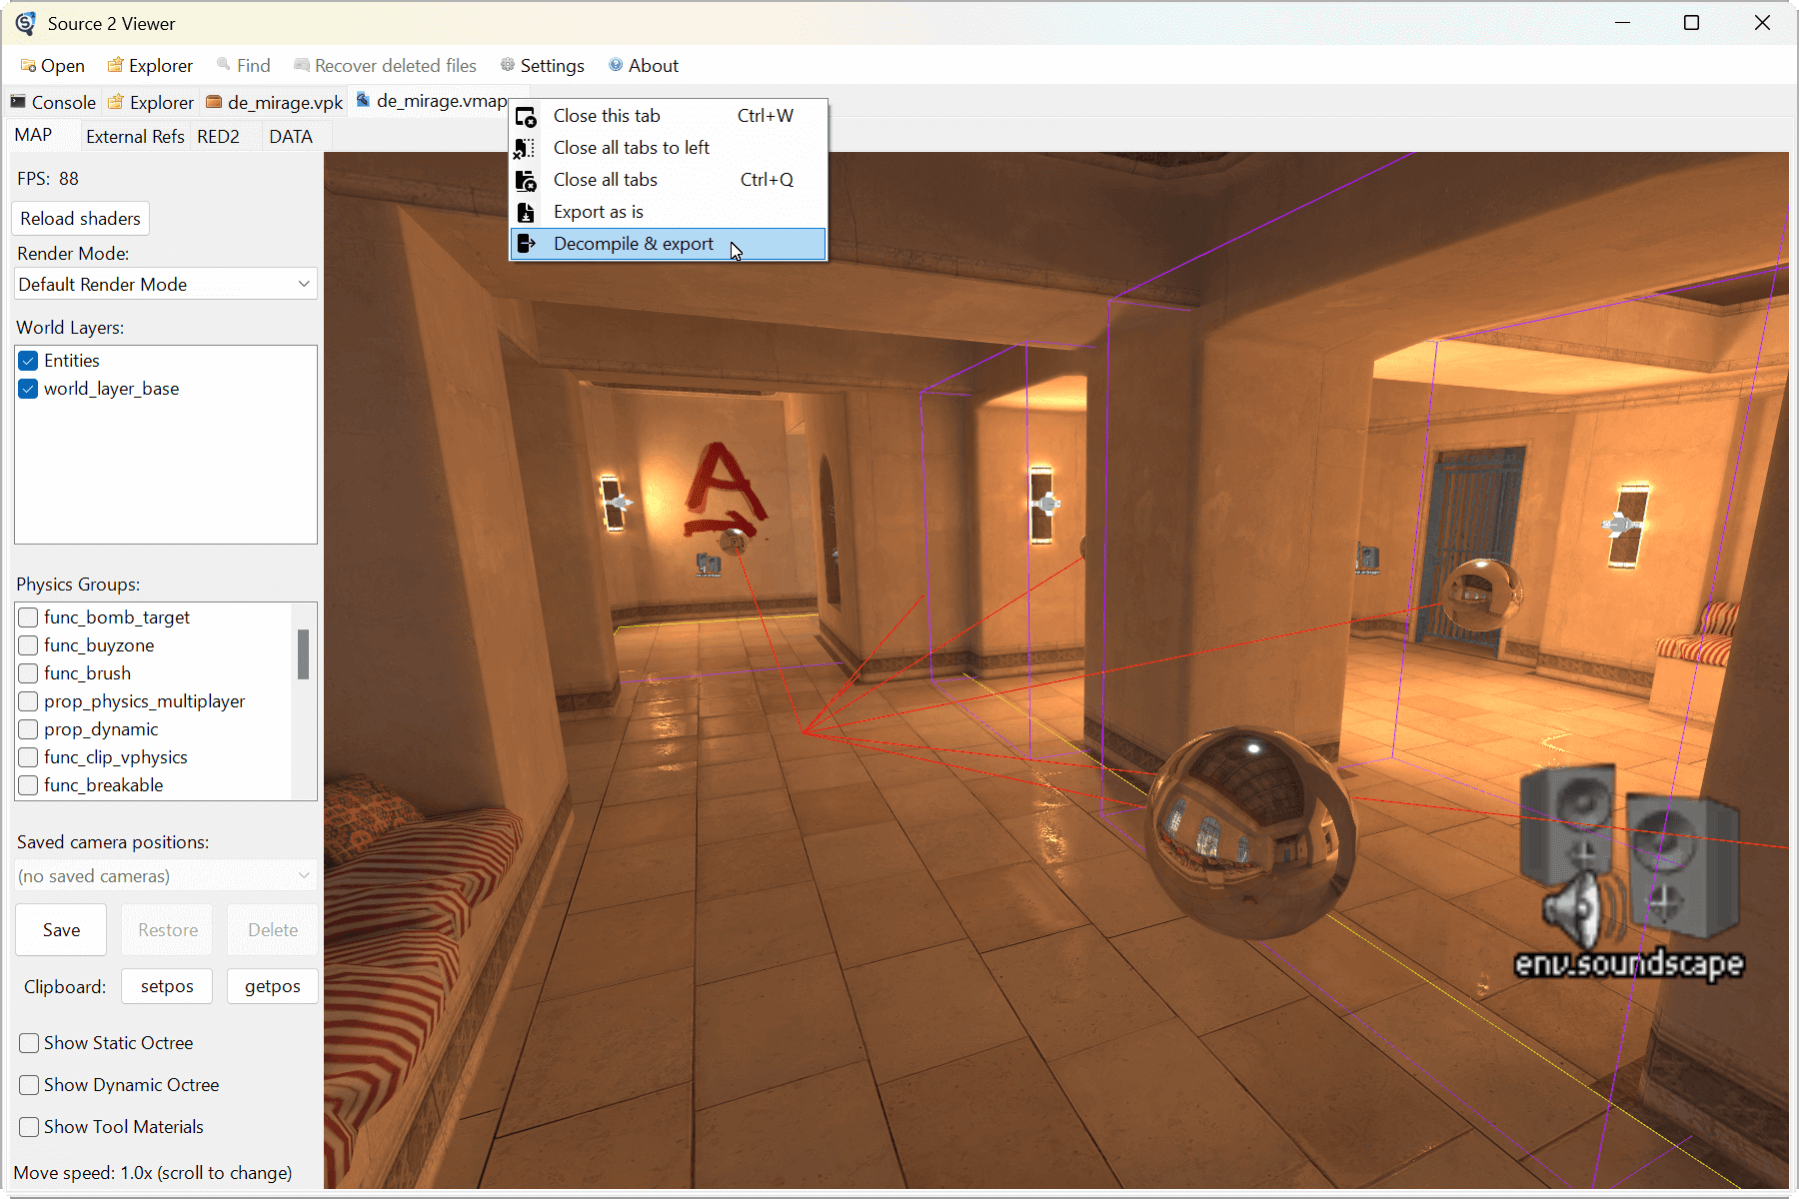 Source 2 Viewer
Open Explorer Find Recover deleted files Settings About
Console Explorer de_mirage.vpk de_mirage.vmap
MAP External Refs RED2 DATA
Close this tab Ctrl+W
Close all tabs to left
Close all tabs Ctrl+Q
Export as is
Decompile & export
FPS: 88
Reload shaders
Render Mode:
Default Render Mode
World Layers:
Entities
world_layer_base
Physics Groups:
func_bomb_target
func_buyzone
func_brush
prop_physics_multiplayer
prop_dynamic
func_clip_vphysics
func_breakable
Saved camera positions:
(no saved cameras)
Save Restore Delete
Clipboard: setpos getpos
Show Static Octree
Show Dynamic Octree
Show Tool Materials
Move speed: 1.0x (scroll to change)
A
env.soundscape